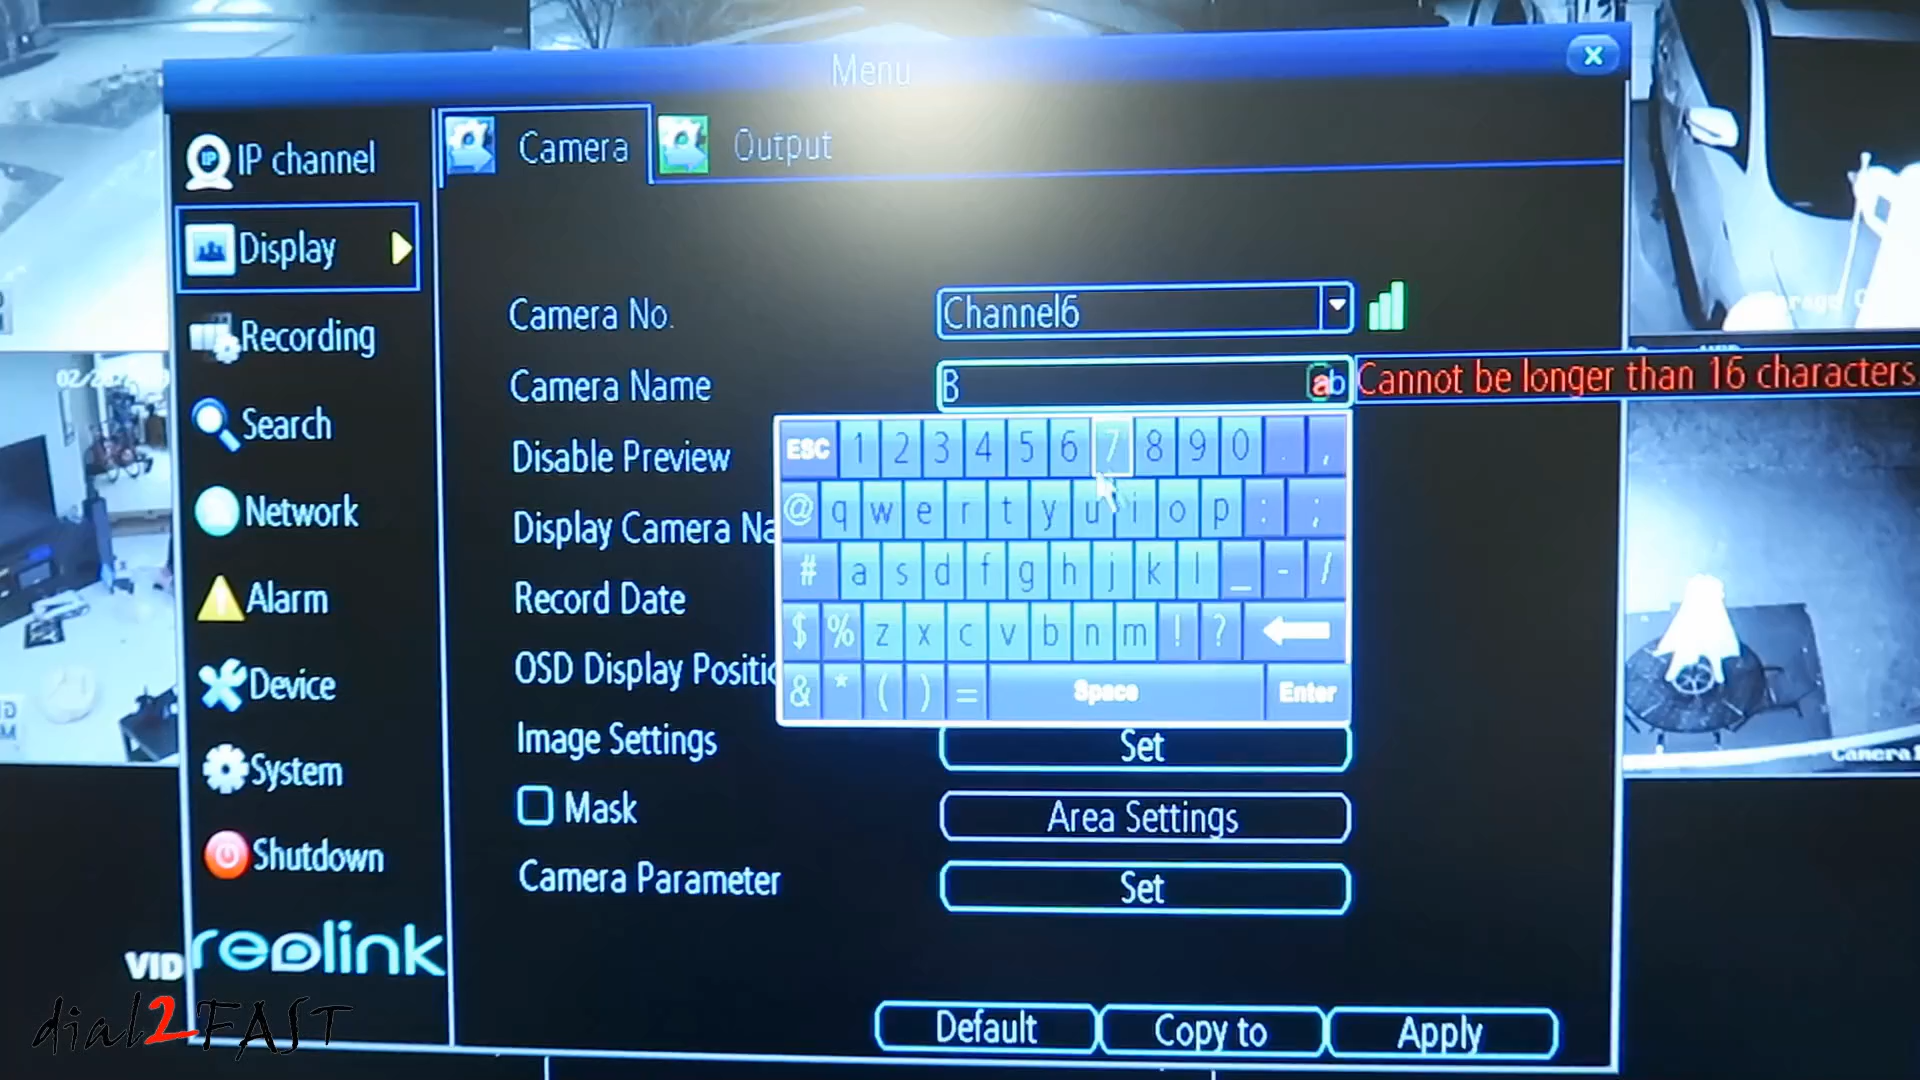 Menu
X
IP channel
Camera
Output
Display
Recording
Camera No.
Channel6
Search
Camera Name
B
ab
Cannot be longer than 16 characters
Disable Preview
ESC 1 2 3 4 5 6 7 8 9 0 . ,
Network
Display Camera Na
@ q w e r t y u i o p : ;
Alarm
Record Date
# a s d f g h j k l _ - /
$ % z x c v b n m ! ?
Device
OSD Display Positio
& * ( ) = Space Enter
System
Image Settings
Set
Mask
Area Settings
Shutdown
Camera Parameter
Set
reolink
VID
dial2FAST
Default
Copy to
Apply